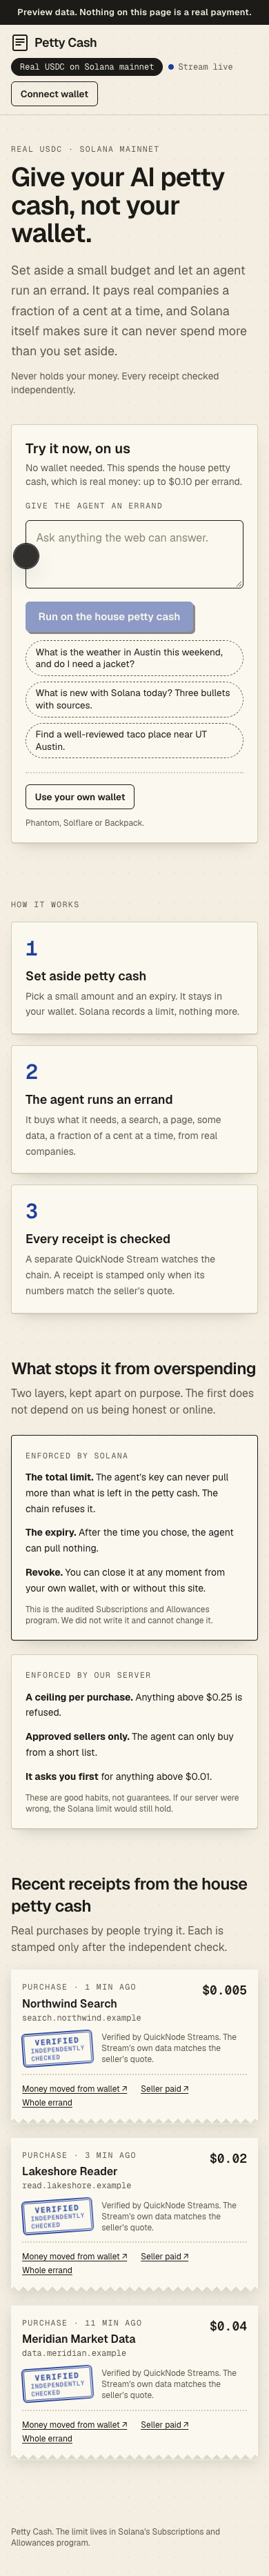 Preview data. Nothing on this page is a real payment.
Petty Cash
Real USDC on Solana mainnet
Stream live
Connect wallet
REAL USDC · SOLANA MAINNET
Give your AI petty
cash, not your
wallet.
Set aside a small budget and let an agent
run an errand. It pays real companies a
fraction of a cent at a time, and Solana
itself makes sure it can never spend more
than you set aside.
Never holds your money. Every receipt checked
independently.
Try it now, on us
No wallet needed. This spends the house petty
cash, which is real money: up to $0.10 per errand.
GIVE THE AGENT AN ERRAND
Ask anything the web can answer.
Run on the house petty cash
What is the weather in Austin this weekend,
and do I need a jacket?
What is new with Solana today? Three bullets
with sources.
Find a well-reviewed taco place near UT
Austin.
Use your own wallet
Phantom, Solflare or Backpack.
HOW IT WORKS
1
Set aside petty cash
Pick a small amount and an expiry. It stays in
your wallet. Solana records a limit, nothing more.
2
The agent runs an errand
It buys what it needs, a search, a page, some
data, a fraction of a cent at a time, from real
companies.
3
Every receipt is checked
A separate QuickNode Stream watches the
chain. A receipt is stamped only when its
numbers match the seller's quote.
What stops it from overspending
Two layers, kept apart on purpose. The first does
not depend on us being honest or online.
ENFORCED BY SOLANA
The total limit. The agent's key can never pull
more than what is left in the petty cash. The
chain refuses it.
The expiry. After the time you chose, the agent
can pull nothing.
Revoke. You can close it at any moment from
your own wallet, with or without this site.
This is the audited Subscriptions and Allowances
program. We did not write it and cannot change it.
ENFORCED BY OUR SERVER
A ceiling per purchase. Anything above $0.25 is
refused.
Approved sellers only. The agent can only buy
from a short list.
It asks you first for anything above $0.01.
These are good habits, not guarantees. If our server were
wrong, the Solana limit would still hold.
Recent receipts from the house
petty cash
Real purchases by people trying it. Each is
stamped only after the independent check.
PURCHASE · 1 MIN AGO
$0.005
Northwind Search
search.northwind.example
VERIFIED
INDEPENDENTLY
CHECKED
Verified by QuickNode Streams. The
Stream's own data matches the
seller's quote.
Money moved from wallet ↗ Seller paid ↗
Whole errand
PURCHASE · 3 MIN AGO
$0.02
Lakeshore Reader
read.lakeshore.example
VERIFIED
INDEPENDENTLY
CHECKED
Verified by QuickNode Streams. The
Stream's own data matches the
seller's quote.
Money moved from wallet ↗ Seller paid ↗
Whole errand
PURCHASE · 11 MIN AGO
$0.04
Meridian Market Data
data.meridian.example
VERIFIED
INDEPENDENTLY
CHECKED
Verified by QuickNode Streams. The
Stream's own data matches the
seller's quote.
Money moved from wallet ↗ Seller paid ↗
Whole errand
Petty Cash. The limit lives in Solana's Subscriptions and
Allowances program.